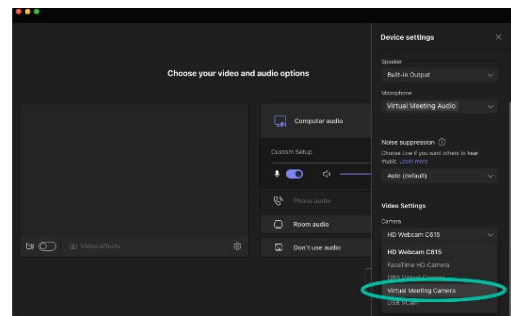 Device settings
Choose your video and audio options
Speaker
Built-in Output
Microphone
Virtual Meeting Audio
Computer audio
Custom Setup
Noise suppression
Choose Low if you want others to hear
music. Learn more
Auto (default)
Phone audio
Room audio
Don't use audio
Video effects
Video Settings
Camera
HD Webcam C615
HD Webcam C615
FaceTime HD Camera
OBS Virtual Camera
Virtual Meeting Camera